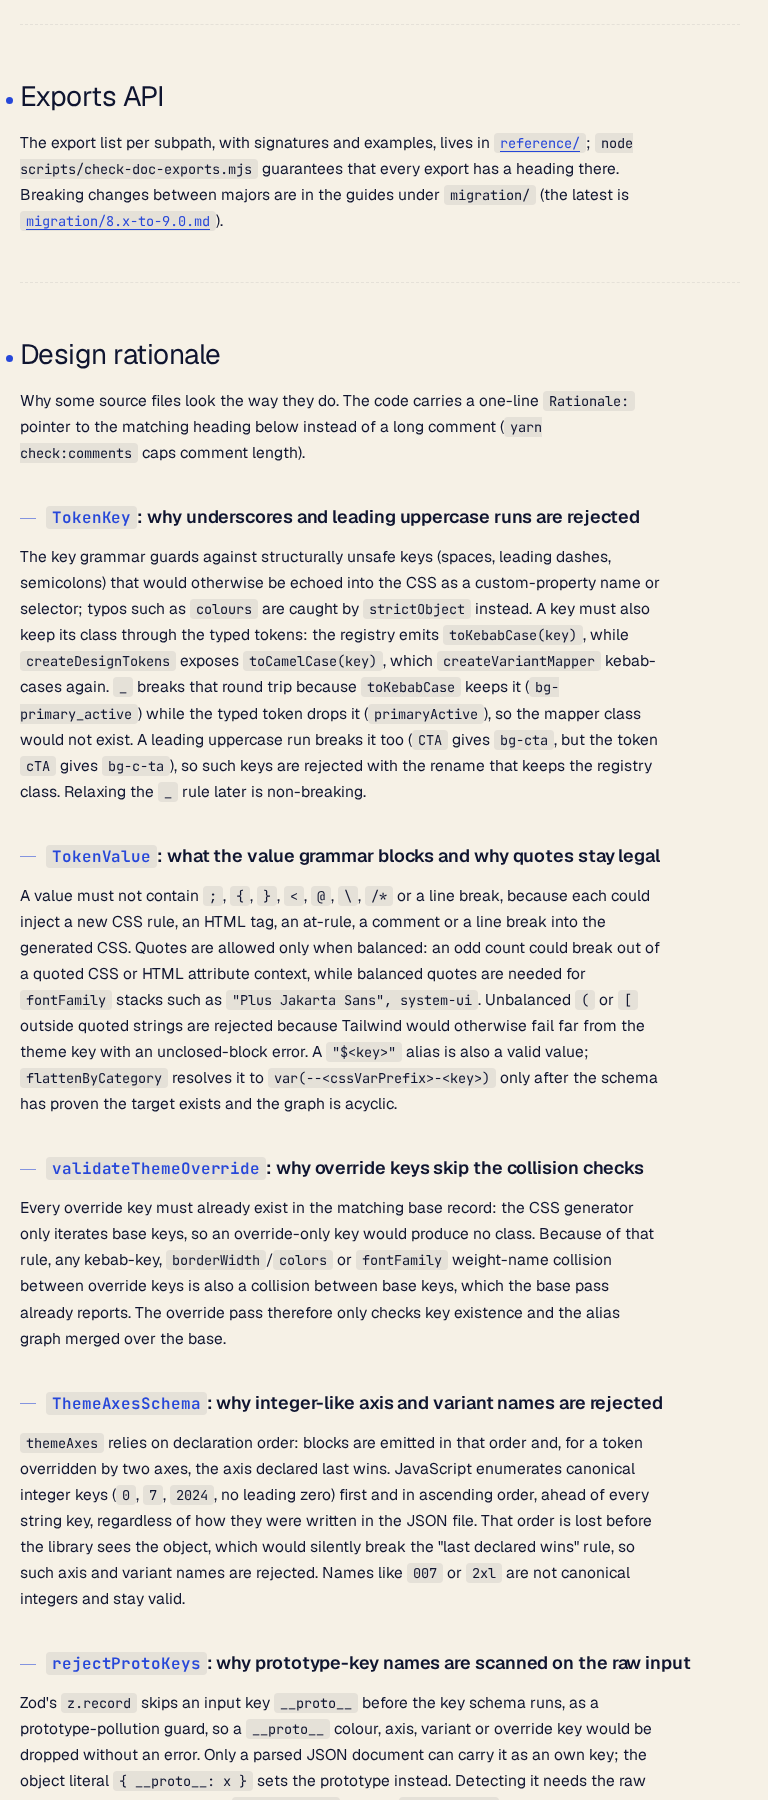 Exports API
The export list per subpath, with signatures and examples, lives in reference/ ; node
scripts/check-doc-exports.mjs guarantees that every export has a heading there.
Breaking changes between majors are in the guides under migration/ (the latest is
migration/8.x-to-9.0.md ).
Design rationale
Why some source files look the way they do. The code carries a one-line Rationale:
pointer to the matching heading below instead of a long comment ( yarn
check:comments caps comment length).
— TokenKey : why underscores and leading uppercase runs are rejected
The key grammar guards against structurally unsafe keys (spaces, leading dashes,
semicolons) that would otherwise be echoed into the CSS as a custom-property name or
selector; typos such as colours are caught by strictObject instead. A key must also
keep its class through the typed tokens: the registry emits toKebabCase(key) , while
createDesignTokens exposes toCamelCase(key) , which createVariantMapper kebab-
cases again. _ breaks that round trip because toKebabCase keeps it ( bg-
primary_active ) while the typed token drops it ( primaryActive ), so the mapper class
would not exist. A leading uppercase run breaks it too ( CTA gives bg-cta , but the token
cTA gives bg-c-ta ), so such keys are rejected with the rename that keeps the registry
class. Relaxing the _ rule later is non-breaking.
— TokenValue : what the value grammar blocks and why quotes stay legal
A value must not contain ; , { , } , < , @ , \ , /* or a line break, because each could
inject a new CSS rule, an HTML tag, an at-rule, a comment or a line break into the
generated CSS. Quotes are allowed only when balanced: an odd count could break out of
a quoted CSS or HTML attribute context, while balanced quotes are needed for
fontFamily stacks such as "Plus Jakarta Sans", system-ui . Unbalanced ( or [
outside quoted strings are rejected because Tailwind would otherwise fail far from the
theme key with an unclosed-block error. A "$<key>" alias is also a valid value;
flattenByCategory resolves it to var(--<cssVarPrefix>-<key>) only after the schema
has proven the target exists and the graph is acyclic.
— validateThemeOverride : why override keys skip the collision checks
Every override key must already exist in the matching base record: the CSS generator
only iterates base keys, so an override-only key would produce no class. Because of that
rule, any kebab-key, borderWidth / colors or fontFamily weight-name collision
between override keys is also a collision between base keys, which the base pass
already reports. The override pass therefore only checks key existence and the alias
graph merged over the base.
— ThemeAxesSchema : why integer-like axis and variant names are rejected
themeAxes relies on declaration order: blocks are emitted in that order and, for a token
overridden by two axes, the axis declared last wins. JavaScript enumerates canonical
integer keys ( 0 , 7 , 2024 , no leading zero) first and in ascending order, ahead of every
string key, regardless of how they were written in the JSON file. That order is lost before
the library sees the object, which would silently break the "last declared wins" rule, so
such axis and variant names are rejected. Names like 007 or 2xl are not canonical
integers and stay valid.
— rejectProtoKeys : why prototype-key names are scanned on the raw input
Zod's z.record skips an input key __proto__ before the key schema runs, as a
prototype-pollution guard, so a __proto__ colour, axis, variant or override key would be
dropped without an error. Only a parsed JSON document can carry it as an own key; the
object literal { __proto__: x } sets the prototype instead. Detecting it needs the raw